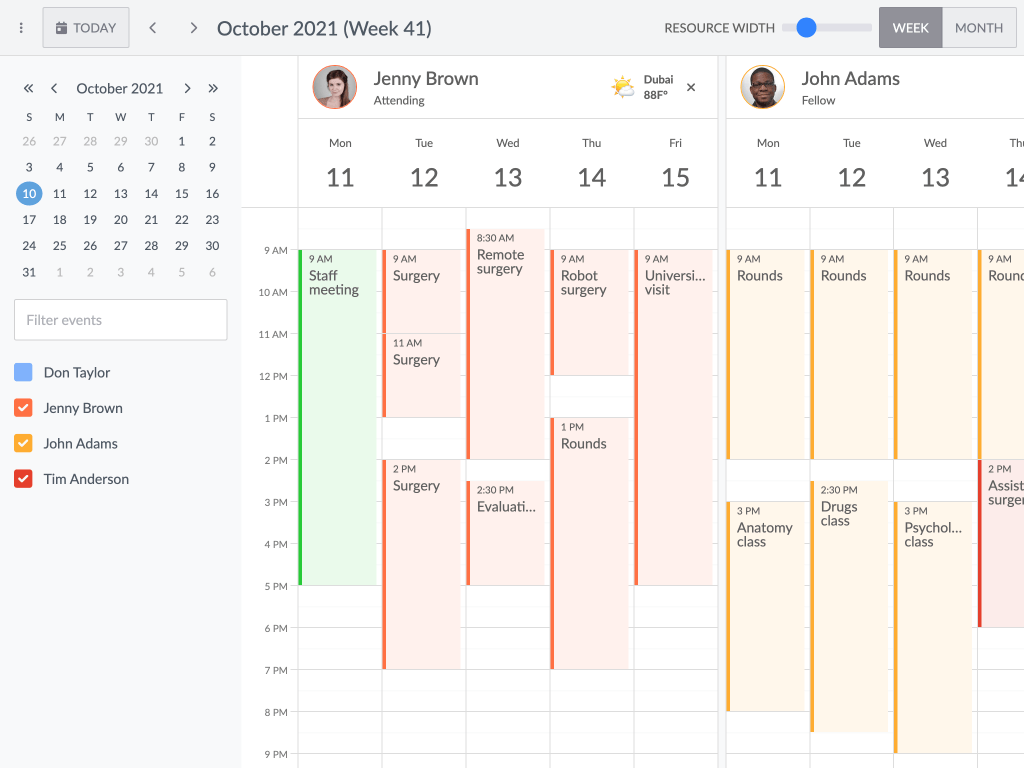 TODAY
October 2021 (Week 41)
RESOURCE WIDTH
WEEK
MONTH
October 2021
S M T W T F S
26 27 28 29 30 1 2
3 4 5 6 7 8 9
10 11 12 13 14 15 16
17 18 19 20 21 22 23
24 25 26 27 28 29 30
31 1 2 3 4 5 6
Filter events
Don Taylor
Jenny Brown
John Adams
Tim Anderson
Jenny Brown
Attending
Dubai
88F°
John Adams
Fellow
Mon Tue Wed Thu Fri
11 12 13 14 15
Mon Tue Wed Thu
11 12 13 14
9 AM
10 AM
11 AM
12 PM
1 PM
2 PM
3 PM
4 PM
5 PM
6 PM
7 PM
8 PM
9 PM
9 AM
Staff
meeting
9 AM
Surgery
11 AM
Surgery
2 PM
Surgery
8:30 AM
Remote
surgery
2:30 PM
Evaluati...
9 AM
Robot
surgery
1 PM
Rounds
9 AM
Universi...
visit
9 AM
Rounds
3 PM
Anatomy
class
9 AM
Rounds
2:30 PM
Drugs
class
9 AM
Rounds
3 PM
Psychol...
class
9 AM
Round
2 PM
Assist
surger